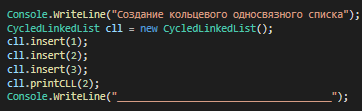 Console.WriteLine("Создание кольцевого односвязного списка");
CycledLinkedList cll = new CycledLinkedList();
cll.insert(1);
cll.insert(2);
cll.insert(3);
cll.printCLL(2);
Console.WriteLine("___________________________________");